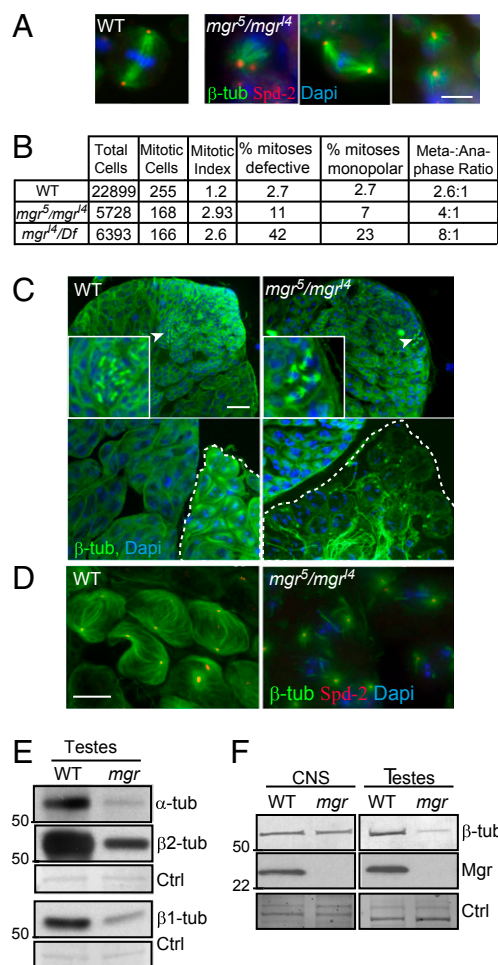 A
WT
mgr5/mgrl4
β-tub Spd-2 Dapi
B
Total Cells Mitotic Cells Mitotic Index % mitoses defective % mitoses monopolar Meta-:Ana-phase Ratio
WT 22899 255 1.2 2.7 2.7 2.6:1
mgr5/mgrl4 5728 168 2.93 11 7 4:1
mgrl4/Df 6393 166 2.6 42 23 8:1
C
WT
mgr5/mgrl4
β-tub, Dapi
D
WT
mgr5/mgrl4
β-tub Spd-2 Dapi
E
Testes
WT mgr
α-tub
50
β2-tub
50
Ctrl
β1-tub
50
Ctrl
F
CNS Testes
WT mgr WT mgr
β-tub
50
Mgr
22
Ctrl